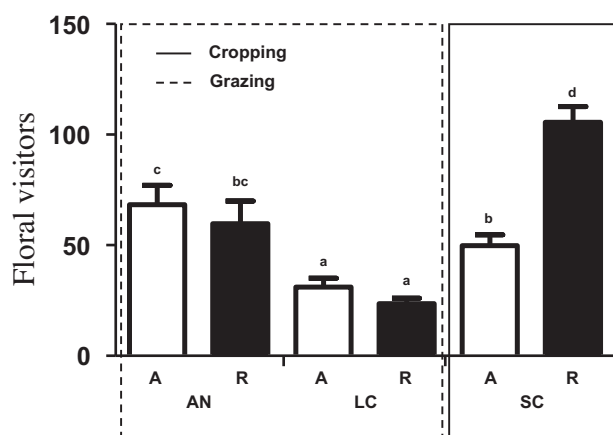 150
Cropping
Grazing
d
100
c
bc
b
50
a
a
0
Floral visitors
A R A R A R
AN LC SC